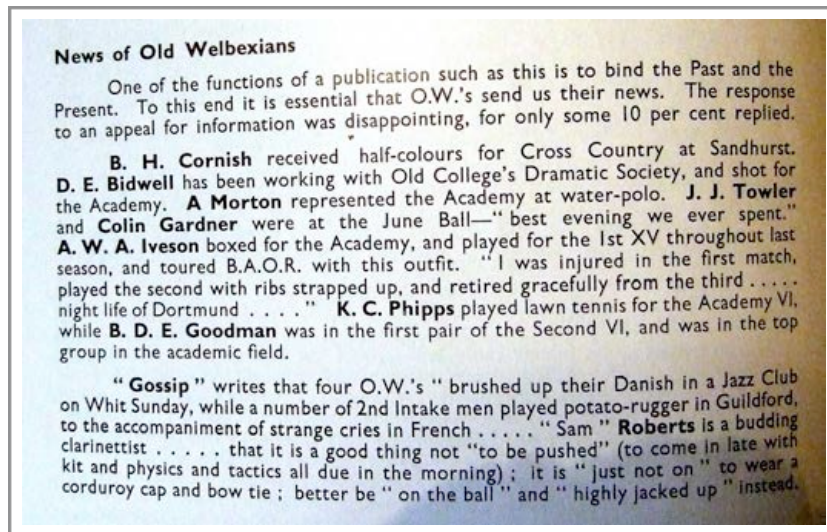 News of Old Welbexians
One of the functions of a publication such as this is to bind the Past and the
Present. To this end it is essential that O.W.'s send us their news. The response
to an appeal for information was disappointing, for only some 10 per cent replied.
B. H. Cornish received half-colours for Cross Country at Sandhurst.
D. E. Bidwell has been working with Old College's Dramatic Society, and shot for
the Academy. A Morton represented the Academy at water-polo. J. J. Towler
and Colin Gardner were at the June Ball—" best evening we ever spent."
A. W. A. Iveson boxed for the Academy, and played for the 1st XV throughout last
season, and toured B.A.O.R. with this outfit. " I was injured in the first match,
played the second with ribs strapped up, and retired gracefully from the third . . . . .
night life of Dortmund . . . . " K. C. Phipps played lawn tennis for the Academy VI,
while B. D. E. Goodman was in the first pair of the Second VI, and was in the top
group in the academic field.
" Gossip " writes that four O.W.'s " brushed up their Danish in a Jazz Club
on Whit Sunday, while a number of 2nd Intake men played potato-rugger in Guildford,
to the accompaniment of strange cries in French . . . . . " Sam " Roberts is a budding
clarinettist . . . . . that it is a good thing not "to be pushed" (to come in late with
kit and physics and tactics all due in the morning) ; it is " just not on " to wear a
corduroy cap and bow tie ; better be " on the ball " and " highly jacked up " instead.